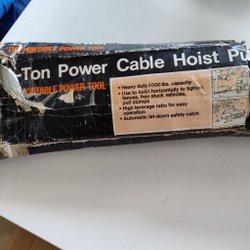 PORTABLE POWER TOOL
-Ton Power Cable Hoist Pu
PORTABLE POWER TOOL
• Heavy duty 2000 lbs. capacity
• Use to hoist horizontally to tighten
fences, free stuck vehicles,
pull stumps
• High leverage ratio for easy
operation
• Automatic let-down safety catch